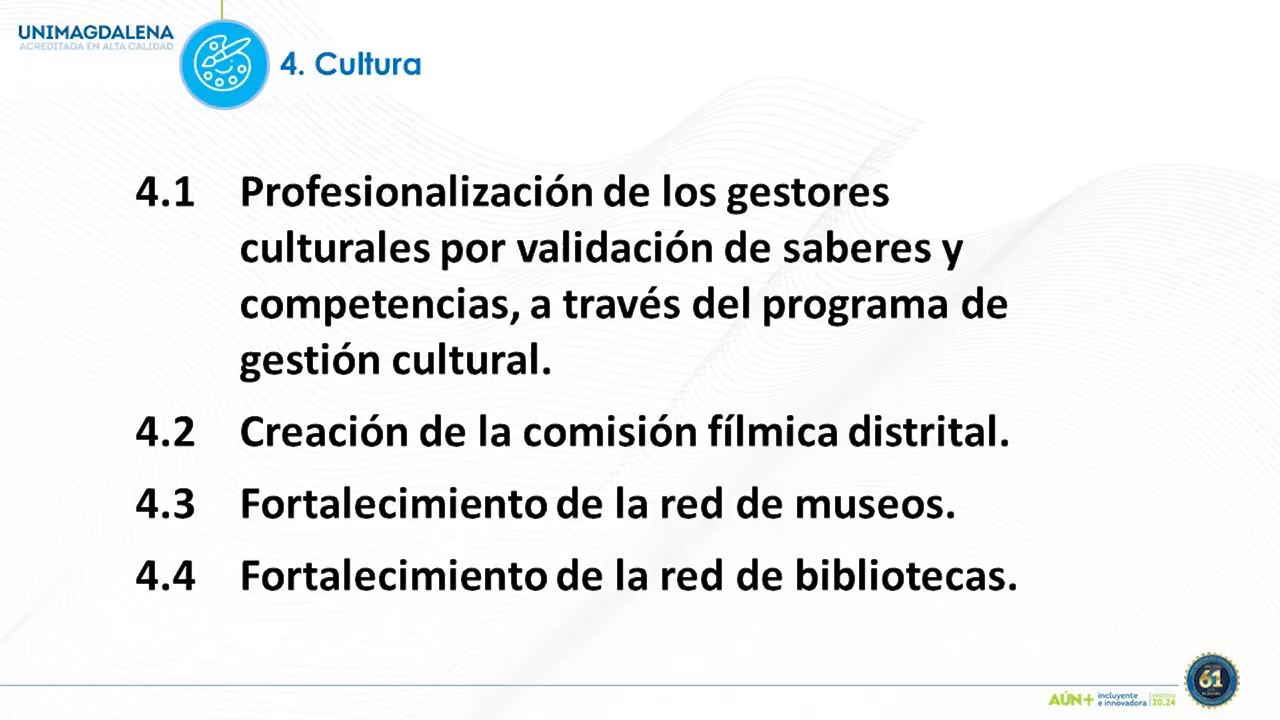 UNIMAGDALENA
ACREDITADA EN ALTA CALIDAD
4. Cultura
4.1 Profesionalización de los gestores
culturales por validación de saberes y
competencias, a través del programa de
gestión cultural.
4.2 Creación de la comisión fílmica distrital.
4.3 Fortalecimiento de la red de museos.
4.4 Fortalecimiento de la red de bibliotecas.
AÚN+ incluyente
e innovadora
20.24
61